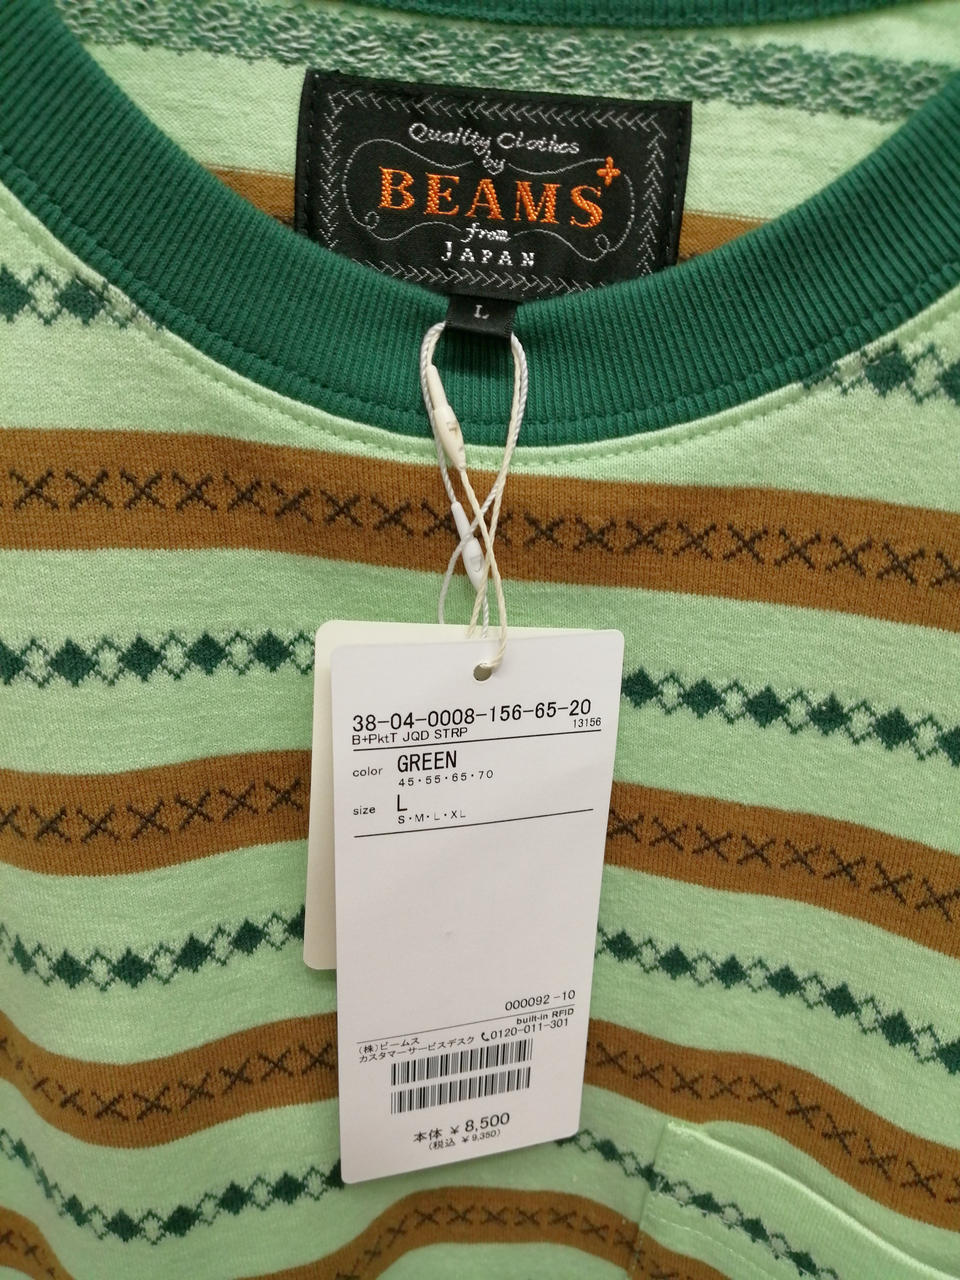 Quality Clothes
by
BEAMS+
from
JAPAN
L
38-04-0008-156-65-20
B+PktT JQD STRP 13156
color GREEN
45・55・65・70
size L
S・M・L・XL
000092-10
built-in RFID
(株)ビームス
カスタマーサービスデスク 0120-011-301
本体 ¥8,500
(税込 ¥9,350)